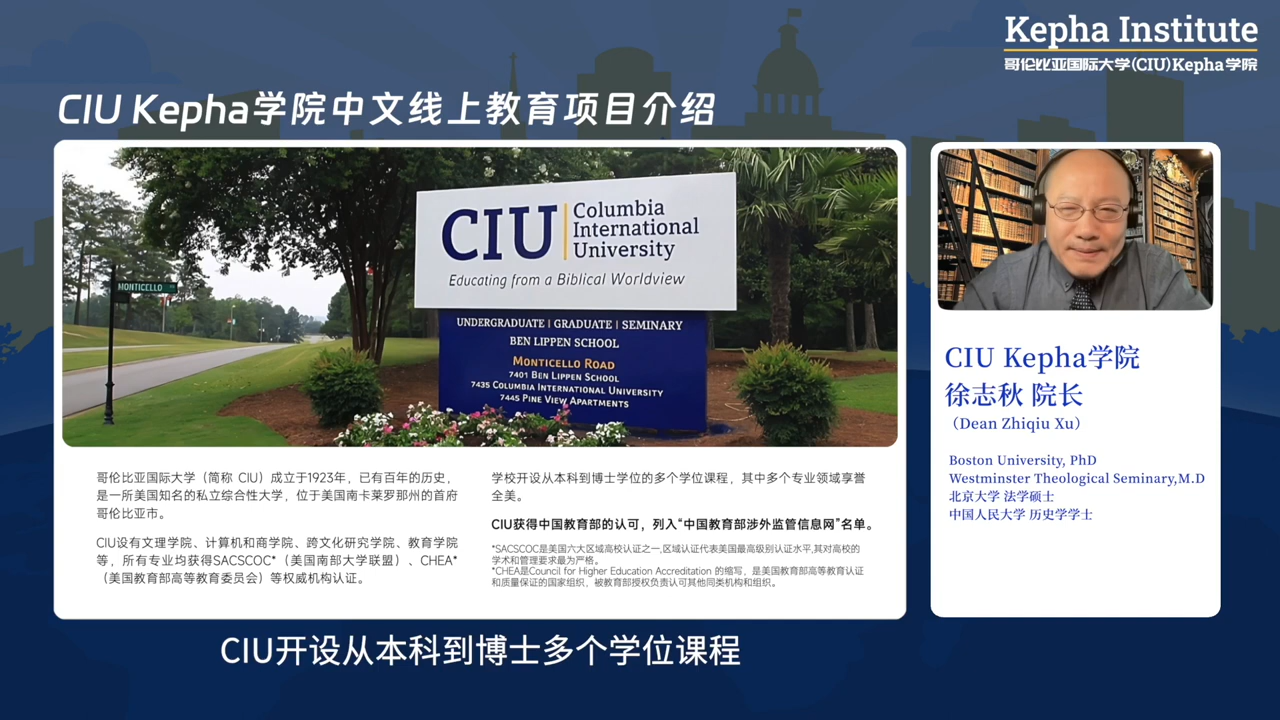 Kepha Institute
哥伦比亚国际大学(CIU)Kepha学院
CIU Kepha学院中文线上教育项目介绍
MONTICELLO
CIU
Columbia
International
University
Educating from a Biblical Worldview
UNDERGRADUATE | GRADUATE | SEMINARY
BEN LIPPEN SCHOOL
MONTICELLO ROAD
7401 BEN LIPPEN SCHOOL
7435 COLUMBIA INTERNATIONAL UNIVERSITY
7445 PINE VIEW APARTMENTS
哥伦比亚国际大学（简称 CIU）成立于1923年，已有百年的历史，
是一所美国知名的私立综合性大学，位于美国南卡莱罗那州的首府
哥伦比亚市。
CIU设有文理学院、计算机和商学院、跨文化研究学院、教育学院
等，所有专业均获得SACSCOC*（美国南部大学联盟）、CHEA*
（美国教育部高等教育委员会）等权威机构认证。
学校开设从本科到博士学位的多个学位课程，其中多个专业领域享誉
全美。
CIU获得中国教育部的认可，列入“中国教育部涉外监管信息网”名单。
*SACSCOC是美国六大区域高校认证之一,区域认证代表美国最高级别认证水平,其对高校的
学术和管理要求最为严格。
*CHEA是Council for Higher Education Accreditation 的缩写，是美国教育部高等教育认证
和质量保证的国家组织，被教育部授权负责认可其他同类机构和组织。
CIU Kepha学院
徐志秋 院长
（Dean Zhiqiu Xu）
Boston University, PhD
Westminster Theological Seminary,M.D
北京大学 法学硕士
中国人民大学 历史学学士
CIU开设从本科到博士多个学位课程